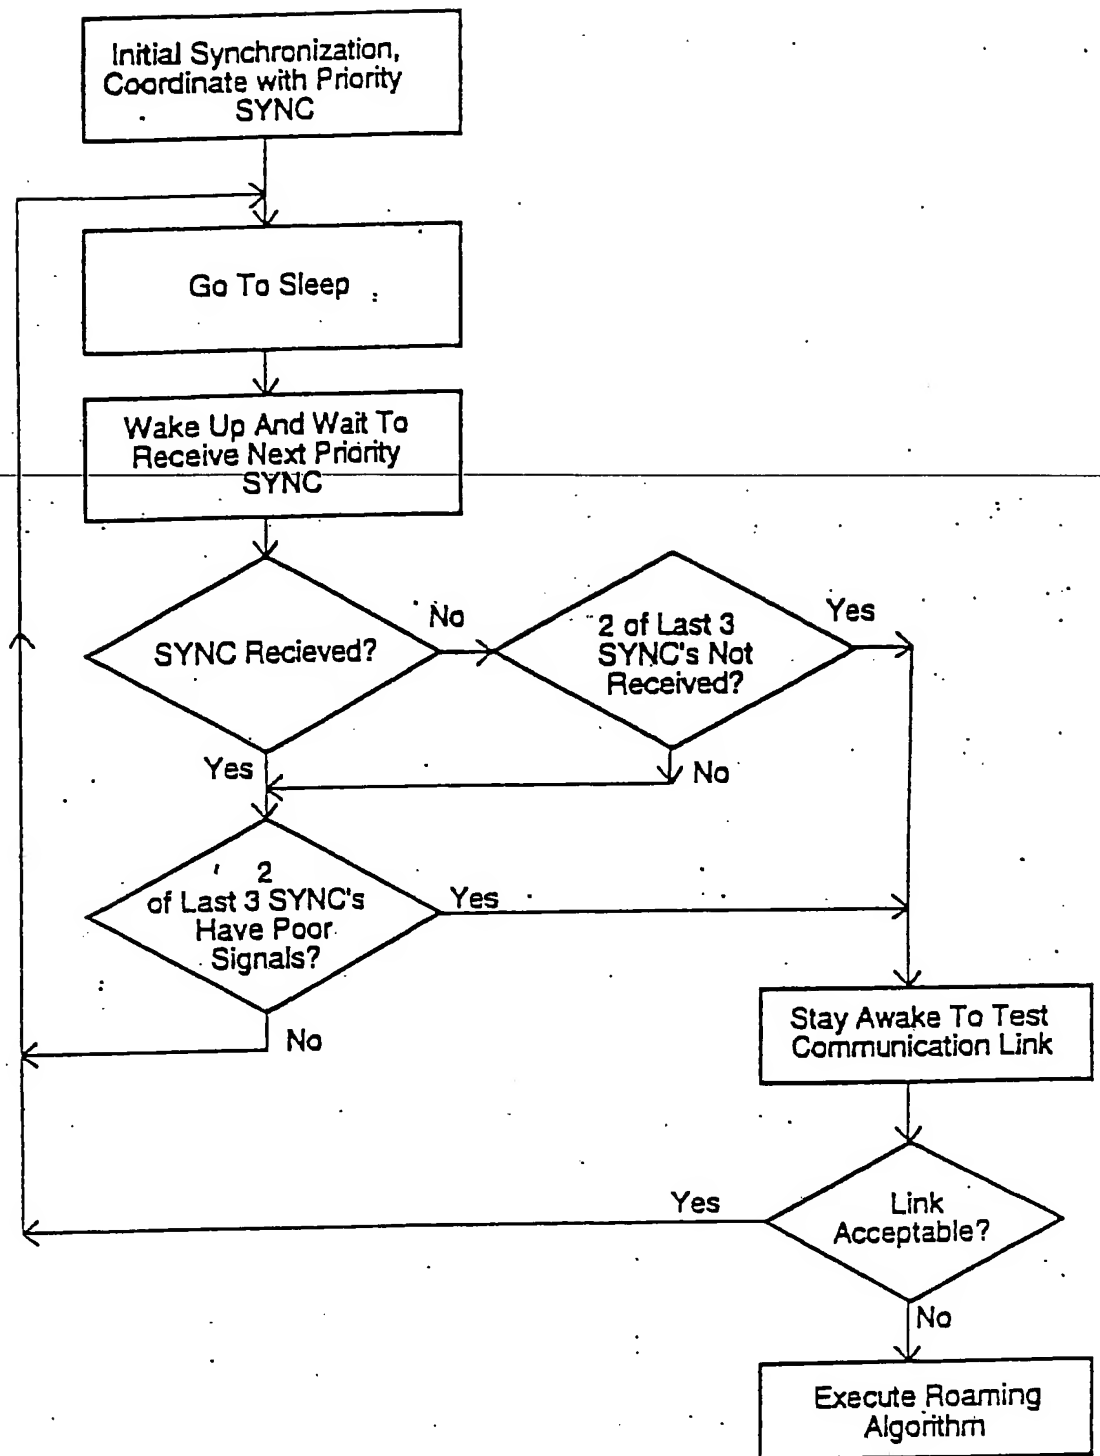 Initial Synchronization,
Coordinate with Priority
SYNC
Go To Sleep
Wake Up And Wait To
Receive Next Priority
SYNC
SYNC Recieved?
No
2 of Last 3
SYNC's Not
Received?
Yes
Yes
No
2
of Last 3 SYNC's
Have Poor
Signals?
Yes
No
Stay Awake To Test
Communication Link
Link
Acceptable?
Yes
No
Execute Roaming
Algorithm